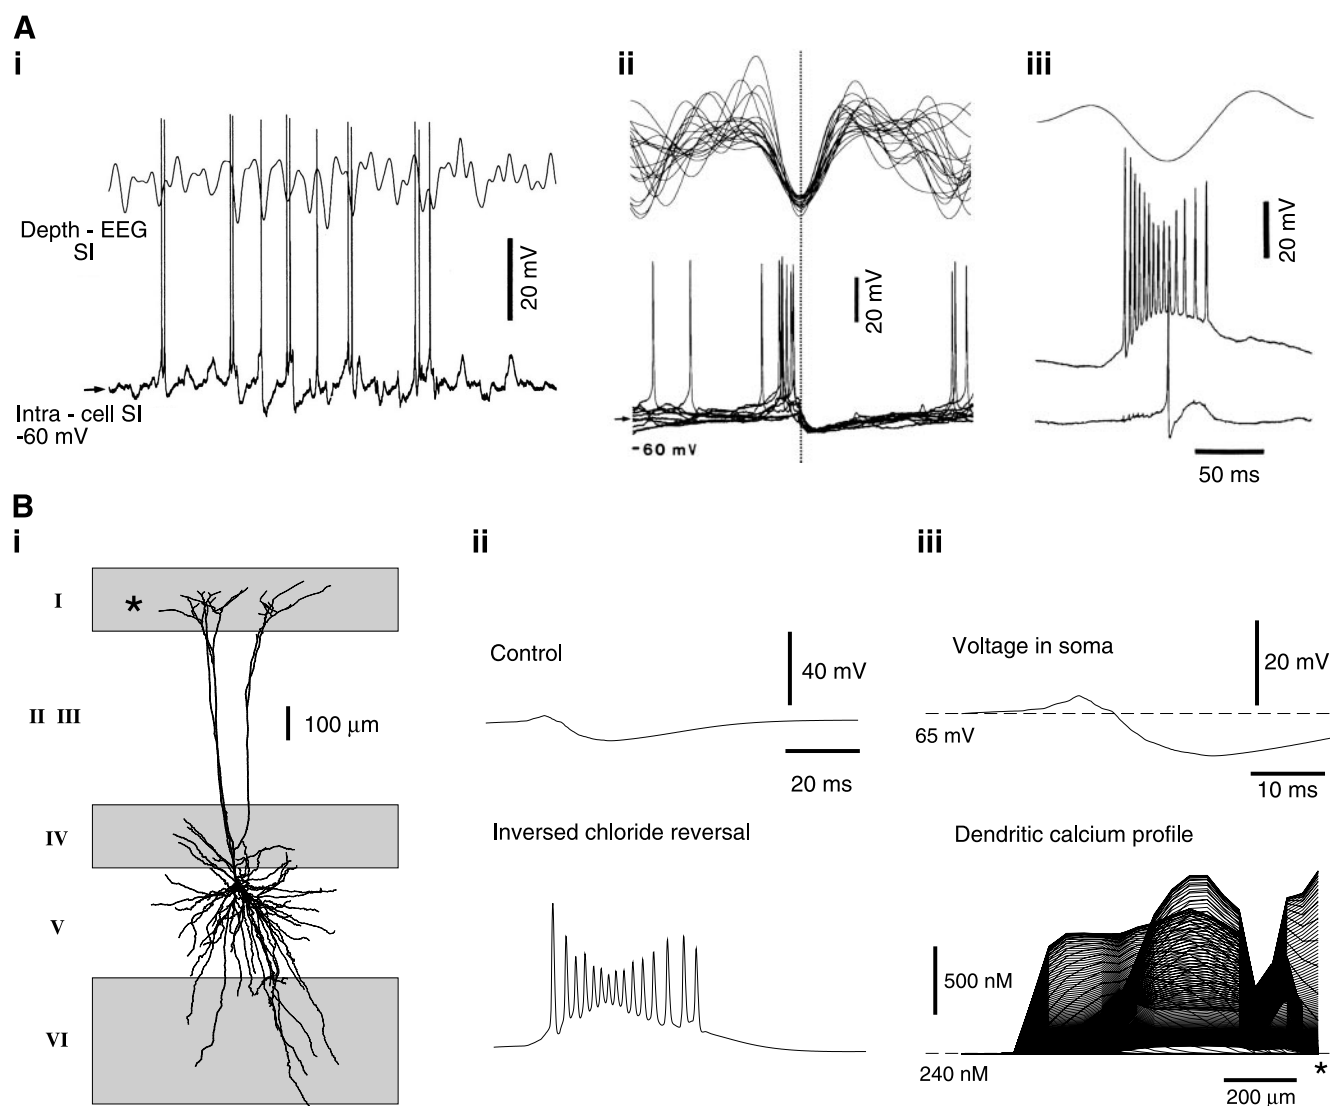 A
i
Depth - EEG
SI
20 mV
Intra - cell SI
-60 mV
ii
20 mV
-60 mV
iii
20 mV
50 ms
B
i
I
*
II III
100 μm
IV
V
VI
ii
Control
40 mV
20 ms
Inversed chloride reversal
iii
Voltage in soma
20 mV
65 mV
10 ms
Dendritic calcium profile
500 nM
240 nM
*
200 μm